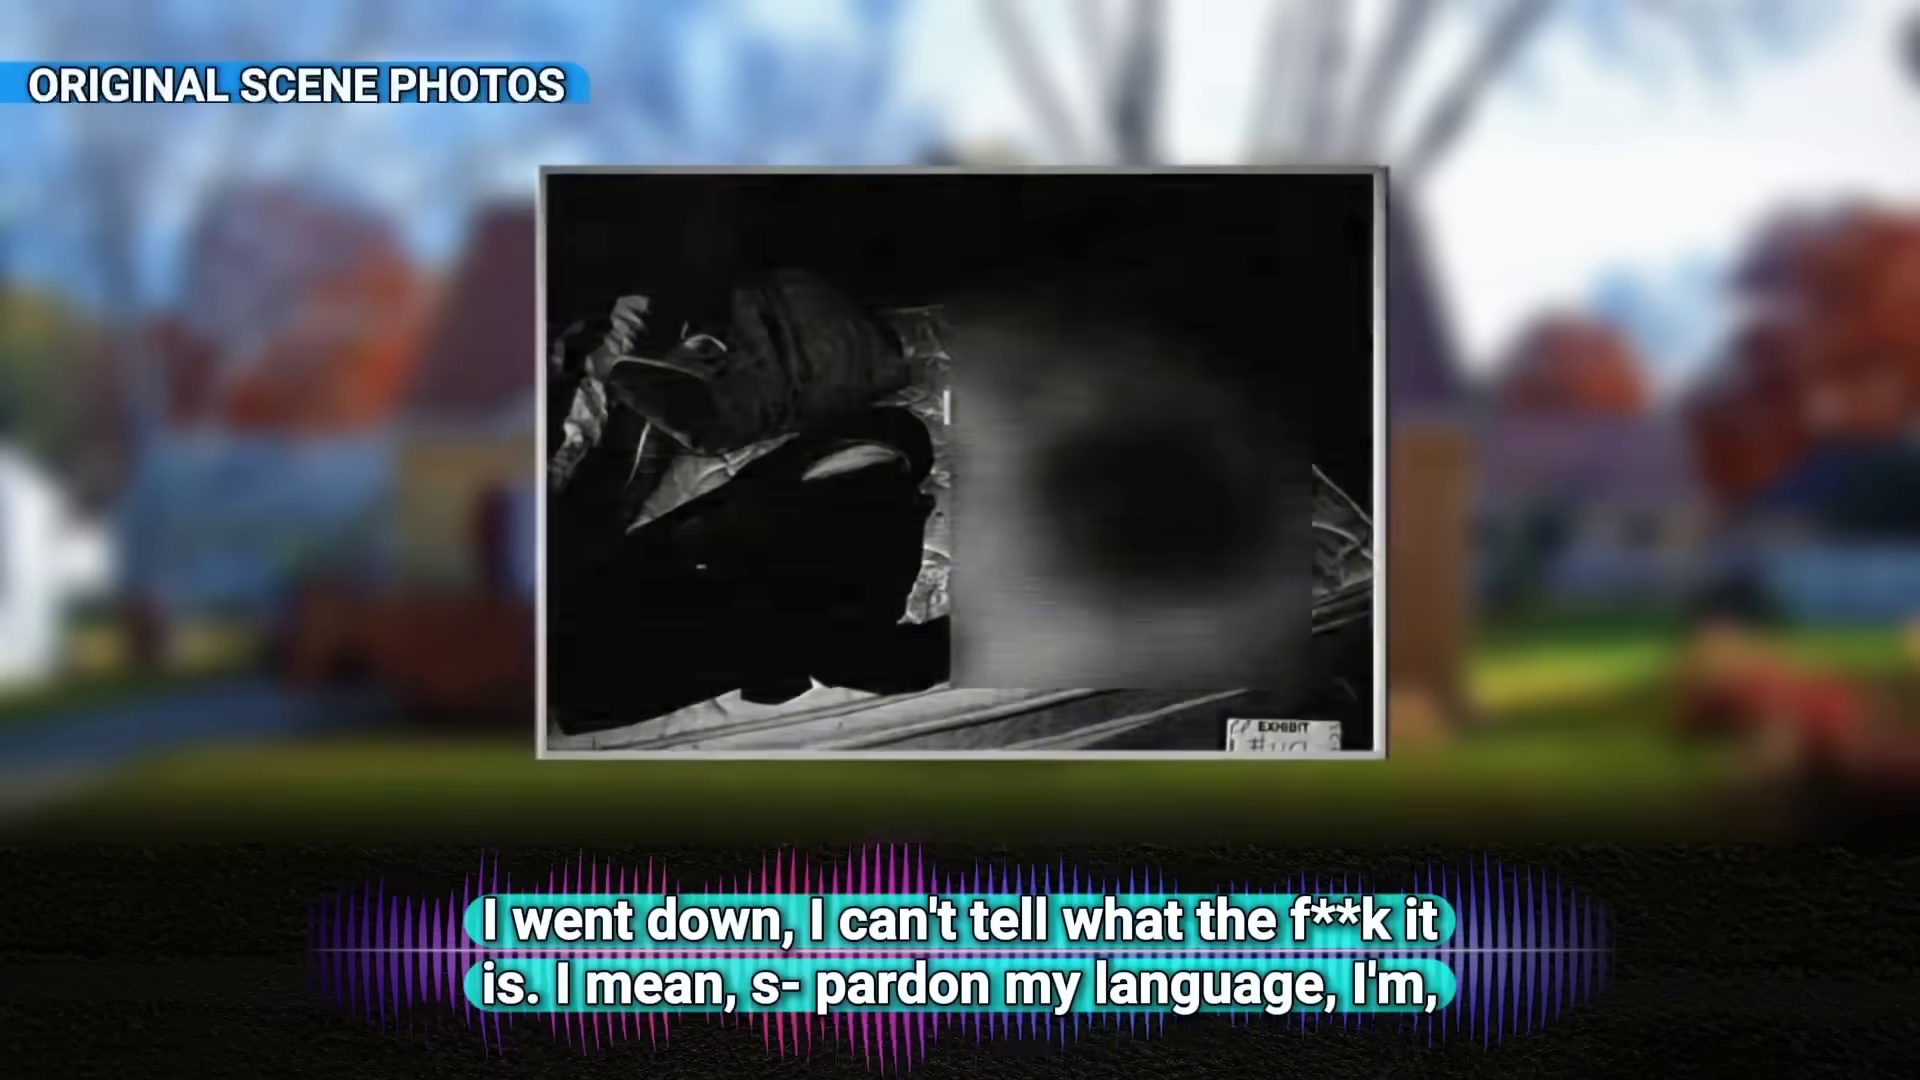 ORIGINAL SCENE PHOTOS
EXHIBIT
I went down, I can't tell what the f**k it
is. I mean, s- pardon my language, I'm,